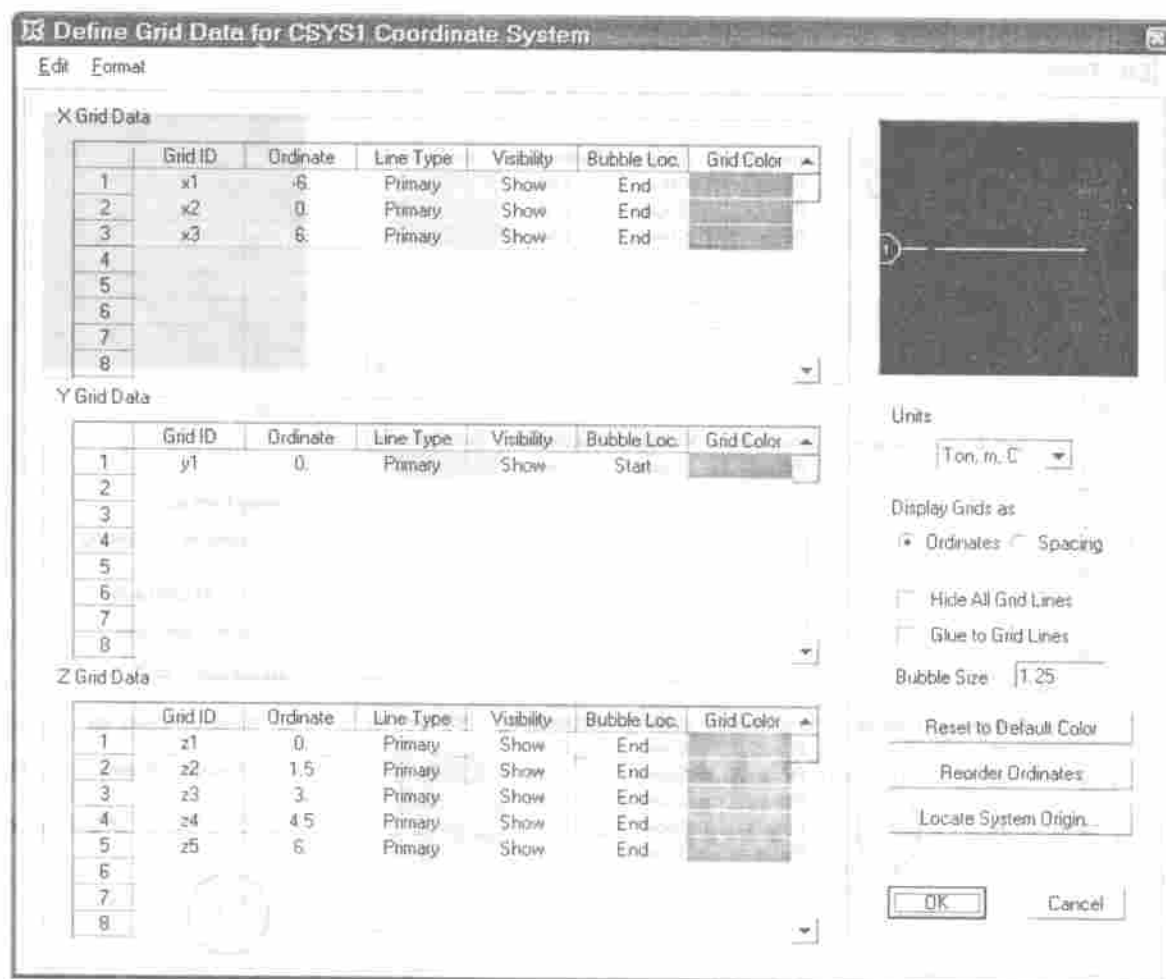 Define Grid Data for CSYS1 Coordinate System
Edit Format
X Grid Data
Grid ID Ordinate Line Type Visibility Bubble Loc. Grid Color
1 x1 -6. Primary Show End
2 x2 0. Primary Show End
3 x3 6. Primary Show End
4
5
6
7
8
Y Grid Data
Grid ID Ordinate Line Type Visibility Bubble Loc. Grid Color
1 y1 0. Primary Show Start
2
3
4
5
6
7
8
Z Grid Data
Grid ID Ordinate Line Type Visibility Bubble Loc. Grid Color
1 z1 0. Primary Show End
2 z2 1.5 Primary Show End
3 z3 3. Primary Show End
4 z4 4.5 Primary Show End
5 z5 6. Primary Show End
6
7
8
1
Units
Ton, m, C
Display Grids as
Ordinates Spacing
Hide All Grid Lines
Glue to Grid Lines
Bubble Size 1.25
Reset to Default Color
Reorder Ordinates
Locate System Origin...
OK Cancel